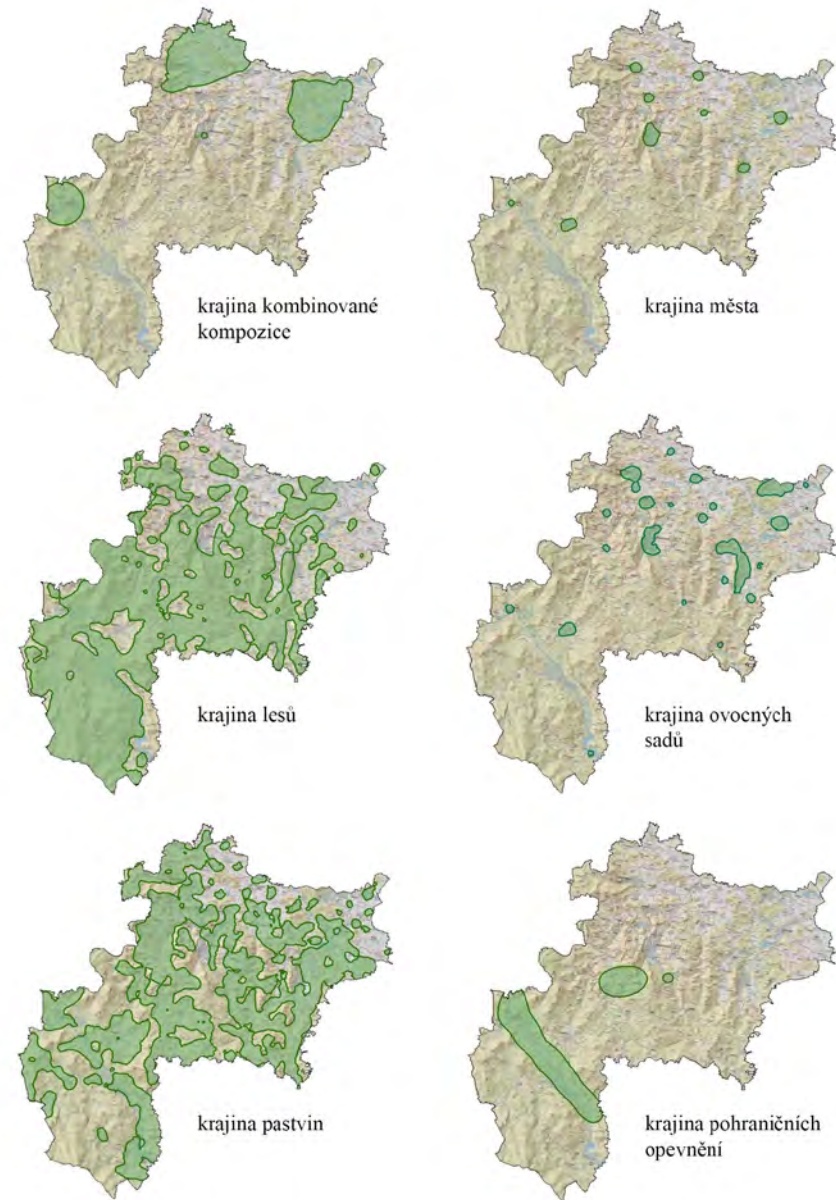 krajina kombinované
kompozice
krajina města
krajina lesů
krajina ovocných
sadů
krajina pastvin
krajina pohraničních
opevnění